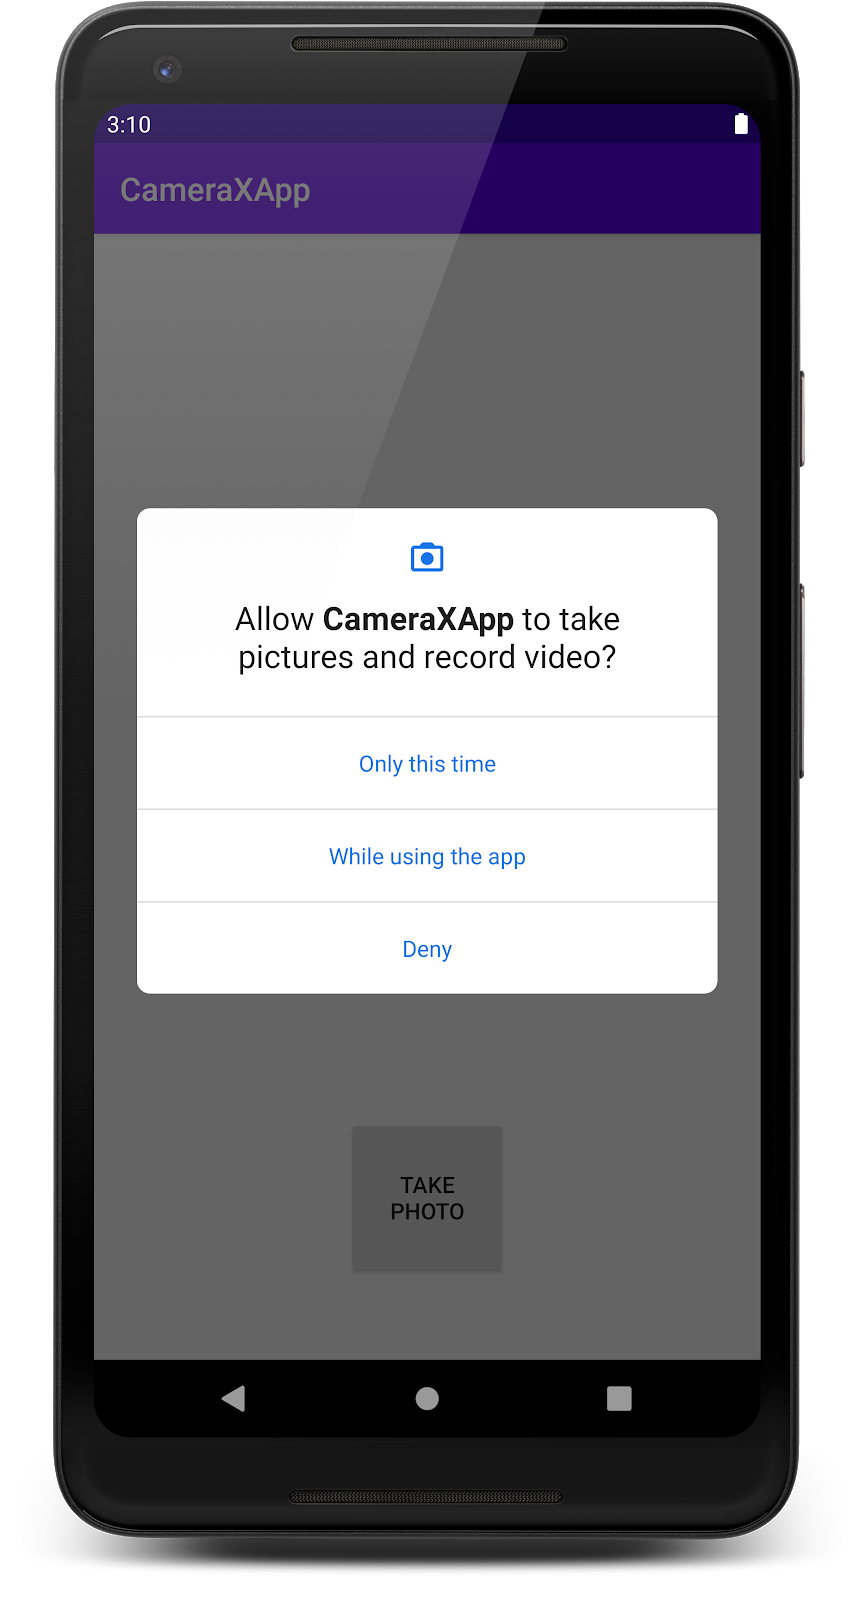 3:10
CameraXApp
Allow CameraXApp to take
pictures and record video?
Only this time
While using the app
Deny
TAKE
PHOTO